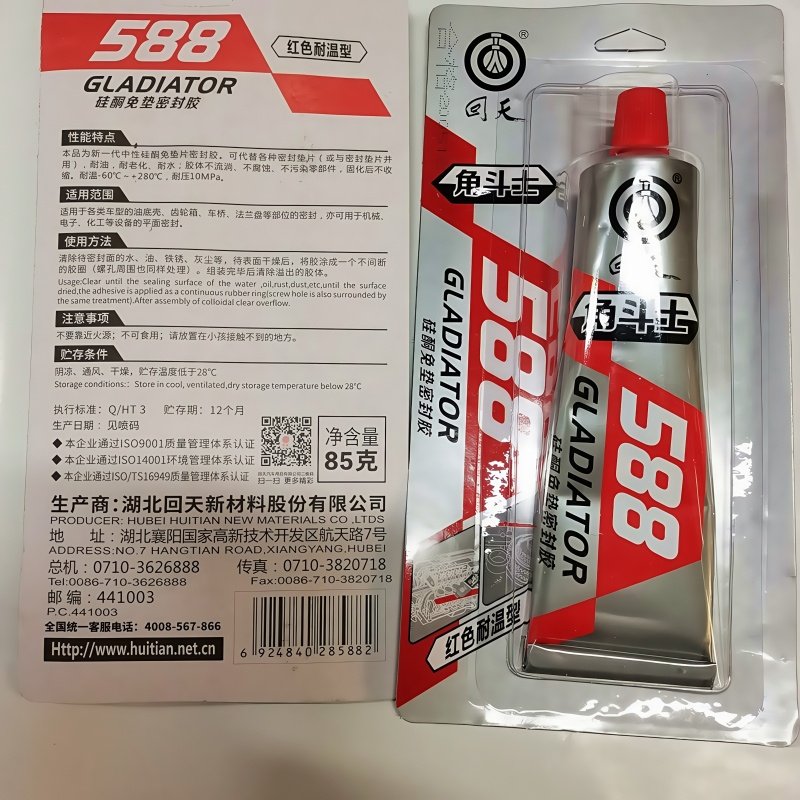 588
红色耐温型
GLADIATOR
硅酮免垫密封胶
性能特点
本品为新一代中性硅酮免垫片密封胶。可代替各种密封垫片（或与密封垫片并
用），耐油、耐老化、耐水；胶体不流淌、不腐蚀、不污染零部件，固化后不收
缩。耐温-60℃~+280℃，耐压10MPa。
适用范围
适用于各类车型的油底壳、齿轮箱、车桥、法兰盘等部位的密封，亦可用于机械、
电子、化工等设备的平面密封。
使用方法
清除待密封面的水、油、铁锈、灰尘等，待表面干燥后，将胶涂成一个不间断
的胶圈（螺孔周围也同样处理）。组装完毕后清除溢出的胶体。
Usage:Clear until the sealing surface of the water ,oil,rust,dust,etc,until the surface
dried,the adhesive is applied as a continuous rubber ring(screw hole is also surrounded by
the same treatment).After assembly of colloidal clear overflow.
注意事项
不要靠近火源；不可食用；请放置在小孩接触不到的地方。
贮存条件
阴凉、通风、干燥，贮存温度低于28℃
Storage conditions:：Store in cool, ventilated,dry storage temperature below 28℃
执行标准：Q/HT 3 贮存期：12个月
生产日期：见喷码
◆ 本企业通过ISO9001质量管理体系认证
◆ 本企业通过ISO14001环境管理体系认证
◆ 本企业通过ISO/TS16949质量管理体系认证
扫一扫 更多精彩
净含量
85克
生产商：湖北回天新材料股份有限公司
PRODUCER: HUBEI HUITIAN NEW MATERIALS CO .,LTDS
地 址：湖北襄阳国家高新技术开发区航天路7号
ADDRESS:NO.7 HANGTIAN ROAD,XIANGYANG,HUBEI
总机：0710-3626888 传真：0710-3820718
Tel:0086-710-3626888 Fax:0086-710-3820718
邮 编：441003
P.C.441003
全国统一客服电话：4008-567-866
Http://www.huitian.net.cn
6 924840 285882
回天
®
角斗士
588
GLADIATOR
硅酮免垫密封胶
红色耐温型
®
回天
角斗士
588
GLADIATOR
硅酮免垫密封胶